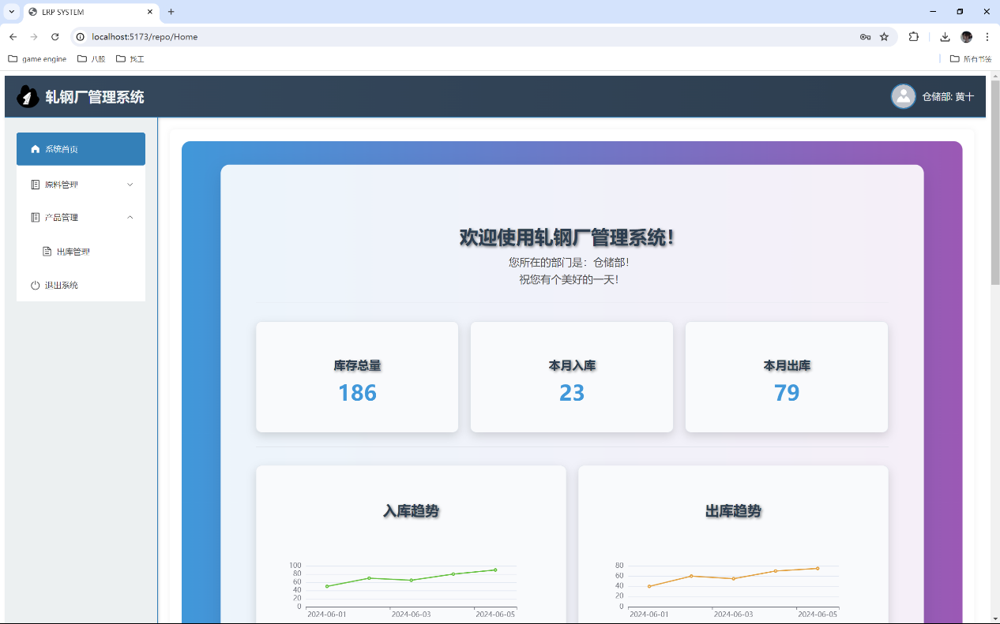 ERP SYSTEM
localhost:5173/repo/Home
game engine
八股
找工
所有书签
轧钢厂管理系统
仓储部: 黄十
系统首页
原料管理
产品管理
出库管理
退出系统
欢迎使用轧钢厂管理系统！
您所在的部门是：仓储部！
祝您有个美好的一天！
库存总量
186
本月入库
23
本月出库
79
入库趋势
100
80
60
40
20
0
2024-06-01
2024-06-03
2024-06-05
出库趋势
80
60
40
20
0
2024-06-01
2024-06-03
2024-06-05